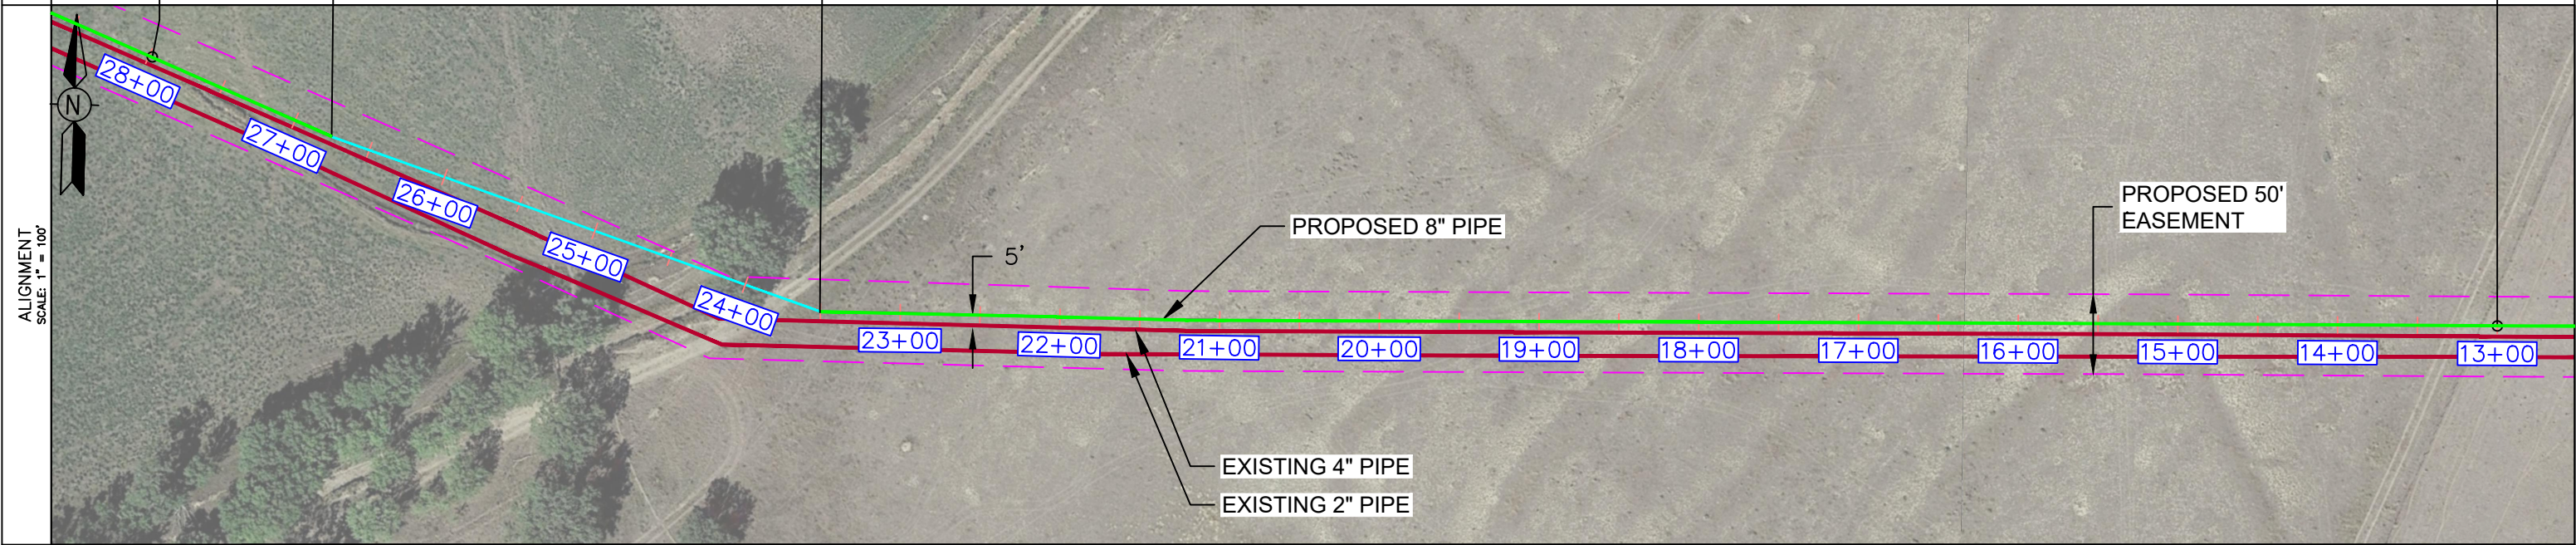 28+00
N
27+00
26+00
25+00
24+00
23+00
22+00
21+00
20+00
19+00
18+00
17+00
16+00
15+00
14+00
13+00
5'
PROPOSED 8" PIPE
PROPOSED 50'
EASEMENT
EXISTING 4" PIPE
EXISTING 2" PIPE
ALIGNMENT
SCALE: 1" = 100'